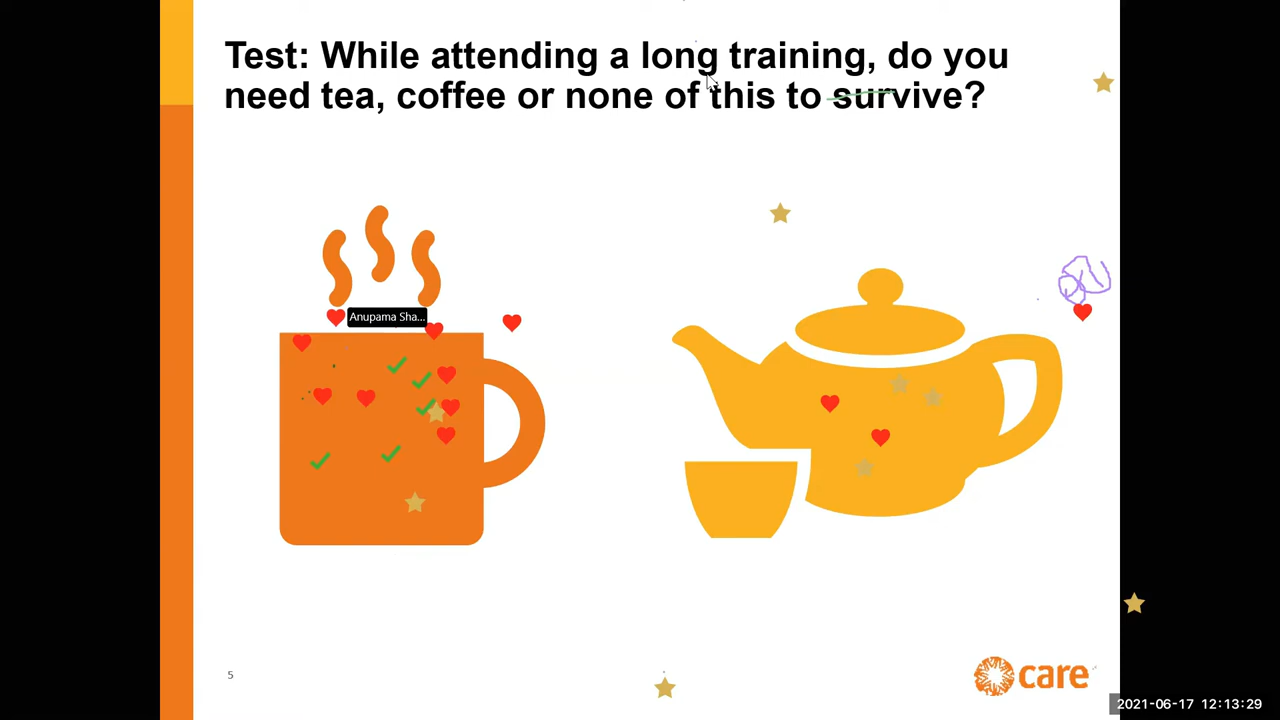 Test: While attending a long training, do you
need tea, coffee or none of this to survive?
Anupama Sha...
5
care
2021-06-17 12:13:29